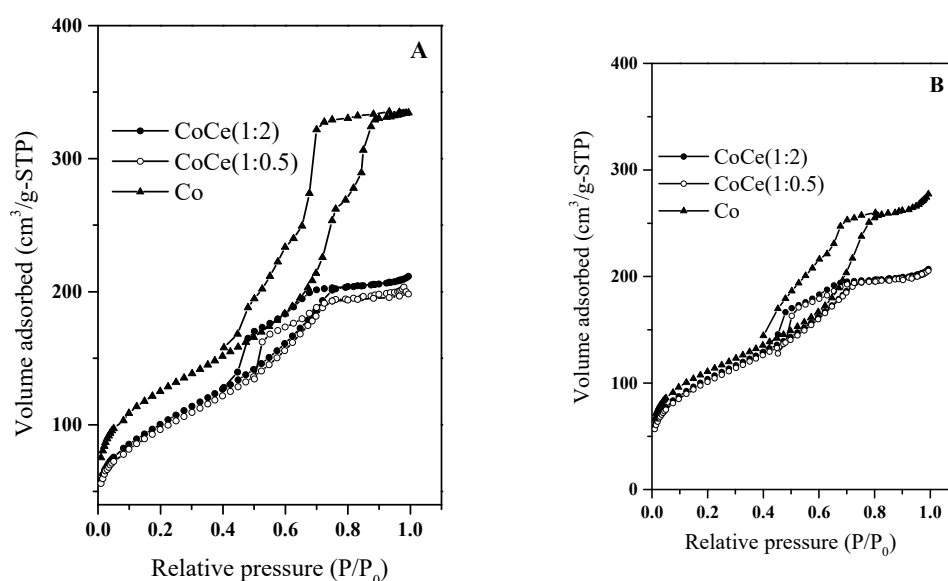 A
400
300
200
100
Volume adsorbed (cm³/g-STP)
CoCe(1:2)
CoCe(1:0.5)
Co
0.0 0.2 0.4 0.6 0.8 1.0
Relative pressure (P/P₀)
B
400
300
200
100
0
Volume adsorbed (cm³/g-STP)
CoCe(1:2)
CoCe(1:0.5)
Co
0.0 0.2 0.4 0.6 0.8 1.0
Relative pressure (P/P₀)